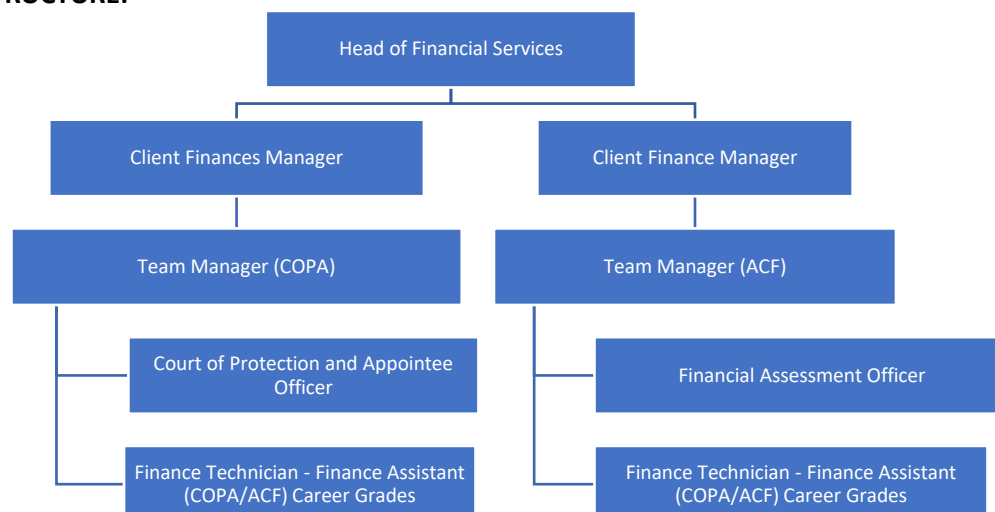 RUCTURE:
Head of Financial Services
Client Finances Manager
Client Finance Manager
Team Manager (COPA)
Team Manager (ACF)
Court of Protection and Appointee
Officer
Financial Assessment Officer
Finance Technician - Finance Assistant
(COPA/ACF) Career Grades
Finance Technician - Finance Assistant
(COPA/ACF) Career Grades